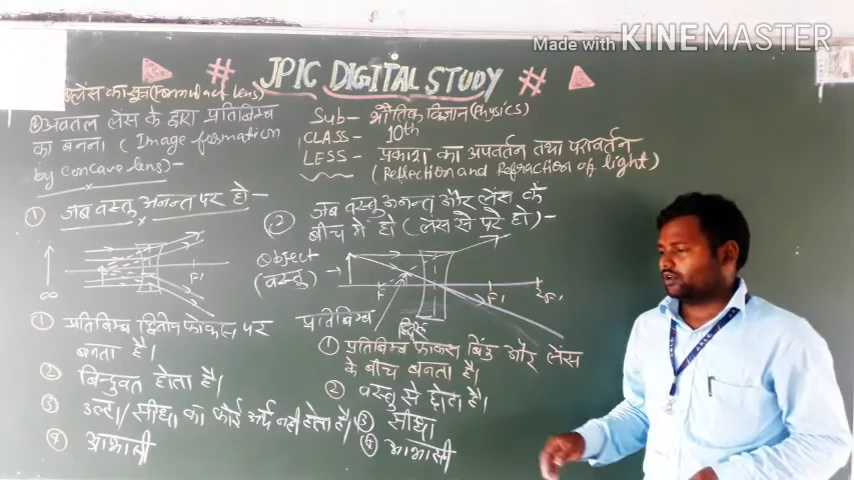 Made with KINEMASTER
# JPIC DIGITAL STUDY #
लेंस का सूत्र (Formula of lens)
अवतल लेंस के द्वारा प्रतिबिम्ब
का बनना (Image formation
by concave lens)-
Sub- भौतिक विज्ञान (Physics)
CLASS- 10th
LESS- प्रकाश का अपवर्तन तथा परावर्तन
(Reflection and Refraction of light)
① जब वस्तु अनन्त पर हो-
∞
F1
① प्रतिबिम्ब द्वितीय फोकस पर
बनता है।
② बिन्दुवत होता है।
③ उल्टा/सीधा का कोई अर्थ नही होता है।
④ आभासी
② जब वस्तु अनन्त और लेंस के
बीच मे हो (लेंस से परे हो)-
Object
(वस्तु)
F
F1
2F1
प्रतिबिम्ब
① प्रतिबिम्ब फोकस बिंदु और लेंस
के बीच बनता है।
② वस्तु से होता है।
③ सीधा
④ आभासी